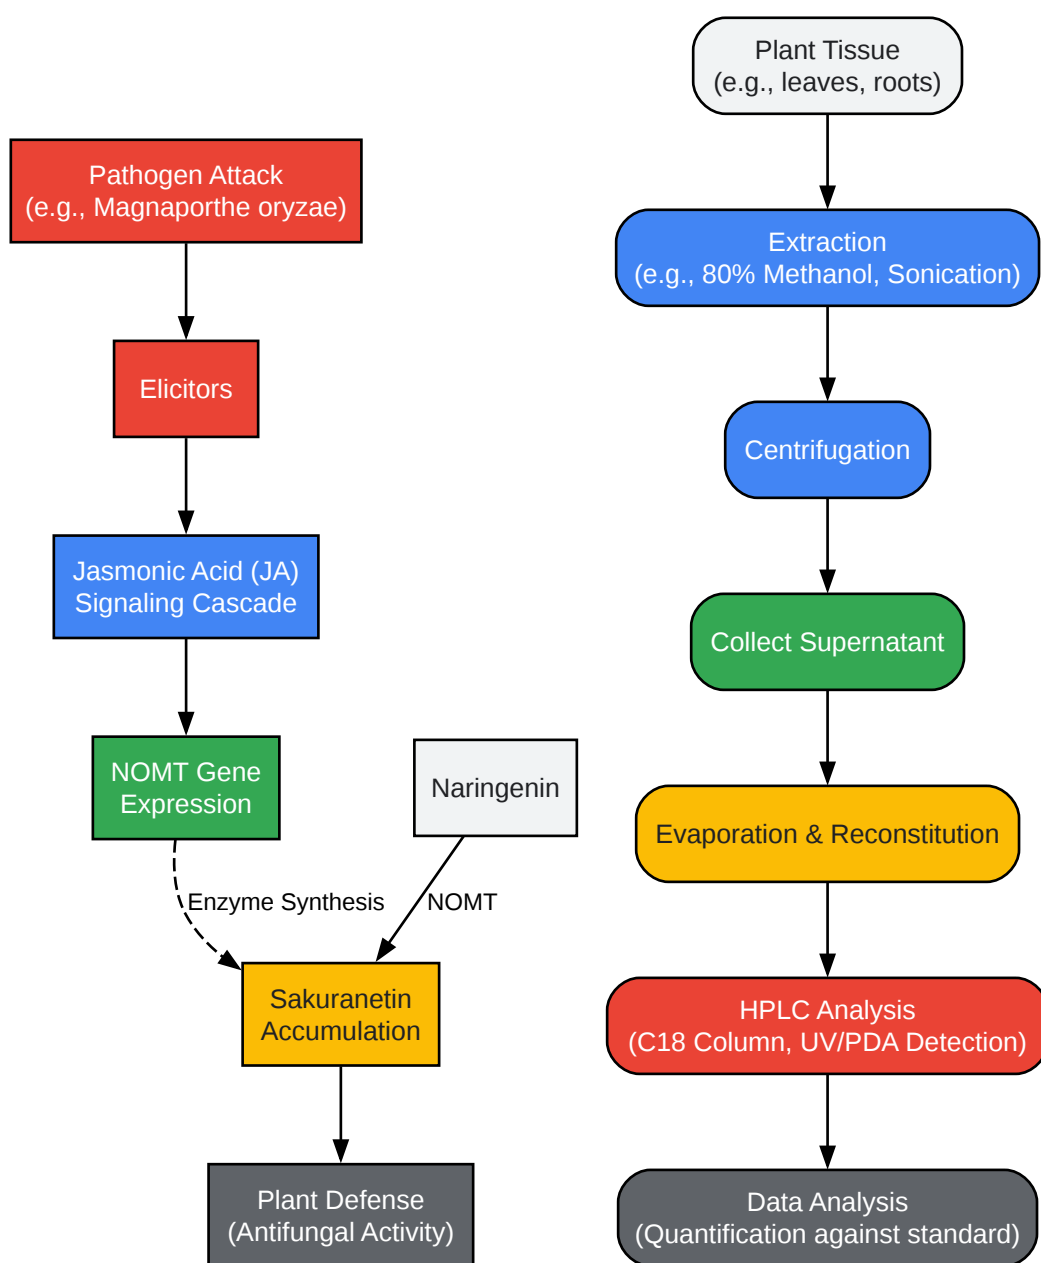 Pathogen Attack
(e.g., Magnaporthe oryzae)
Elicitors
Jasmonic Acid (JA)
Signaling Cascade
NOMT Gene
Expression
Naringenin
Enzyme Synthesis
NOMT
Sakuranetin
Accumulation
Plant Defense
(Antifungal Activity)
Plant Tissue
(e.g., leaves, roots)
Extraction
(e.g., 80% Methanol, Sonication)
Centrifugation
Collect Supernatant
Evaporation & Reconstitution
HPLC Analysis
(C18 Column, UV/PDA Detection)
Data Analysis
(Quantification against standard)